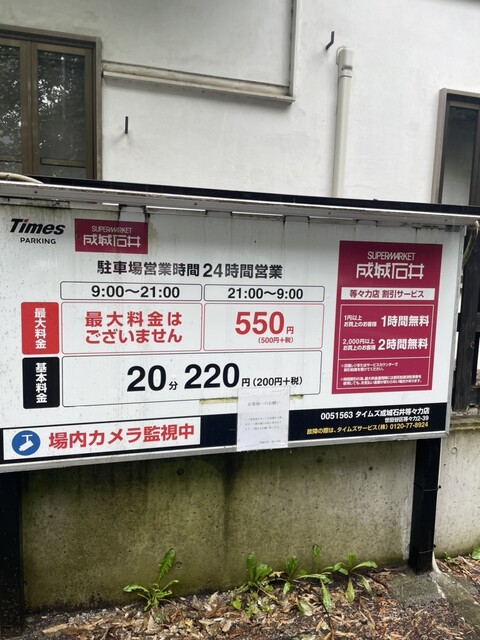 Times
PARKING
SUPERMARKET
成城石井
駐車場営業時間 24時間営業
9:00〜21:00
21:00〜9:00
最大料金
最大料金は
ございません
550円
(500円+税)
基本料金
20分 220円(200円+税)
場内カメラ監視中
SUPERMARKET
成城石井
等々力店 割引サービス
1円以上
お買上のお客様 1時間無料
2,000円以上
お買上のお客様 2時間無料
0051563 タイムズ成城石井等々力店
世田谷区等々力2-39
故障の際は、タイムズサービス(株) 0120-77-8924